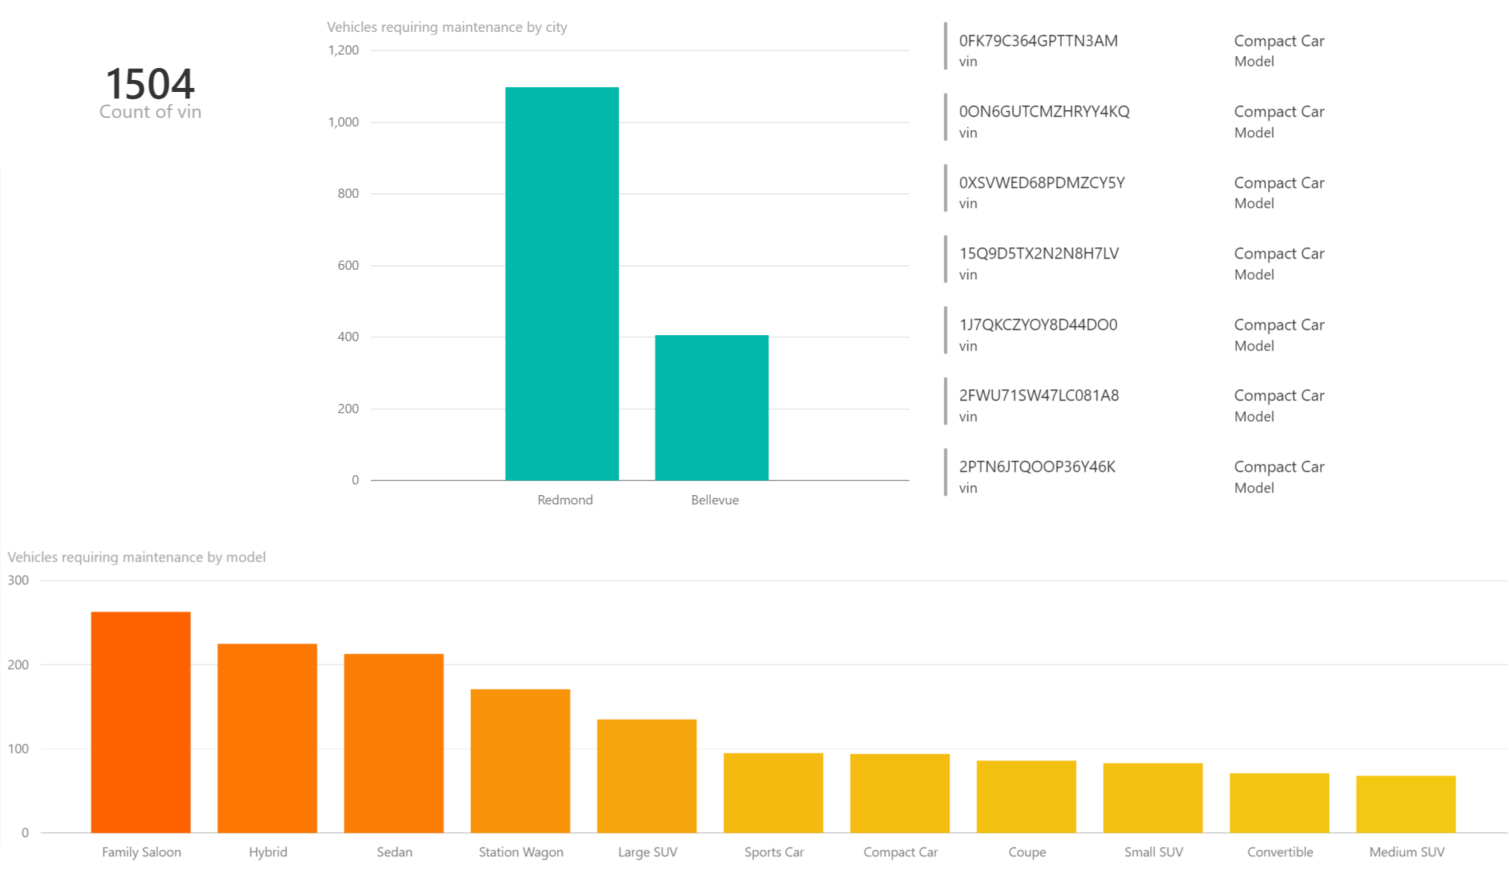 1504
Count of vin
Vehicles requiring maintenance by city
1,200
1,000
800
600
400
200
0
Redmond Bellevue
0FK79C364GPTTN3AM Compact Car
vin Model
0ON6GUTCMZHRYY4KQ Compact Car
vin Model
0XSVWED68PDMZCY5Y Compact Car
vin Model
15Q9D5TX2N2N8H7LV Compact Car
vin Model
1J7QKCZYOY8D44DO0 Compact Car
vin Model
2FWU71SW47LC081A8 Compact Car
vin Model
2PTN6JTQOOP36Y46K Compact Car
vin Model
Vehicles requiring maintenance by model
300
200
100
0
Family Saloon Hybrid Sedan Station Wagon Large SUV Sports Car Compact Car Coupe Small SUV Convertible Medium SUV